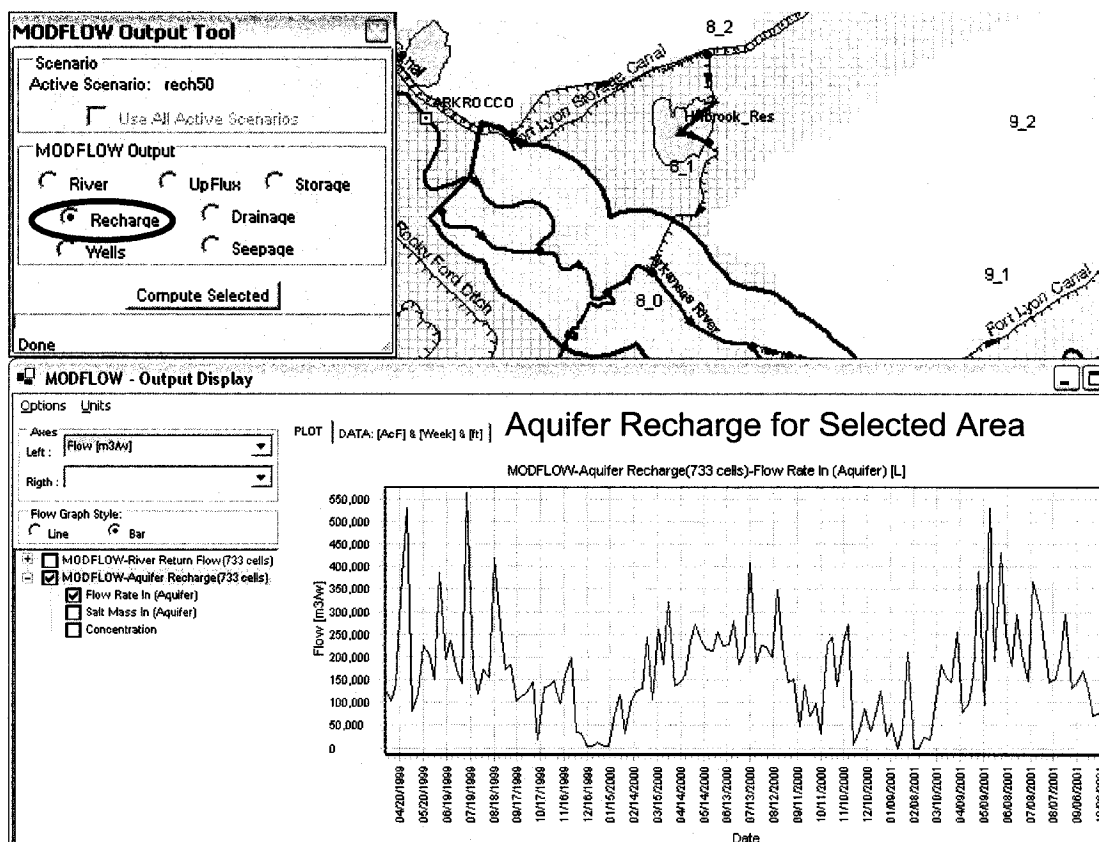 MODFLOW Output Tool
Scenario
Active Scenario: rech50
Use All Active Scenarios
MODFLOW Output
River
UpFlux
Storage
Recharge
Drainage
Wells
Seepage
Compute Selected
Done
8_2
Canal
ARKROCCO
Fort Lyon Storage Canal
9_2
8_1
Rocky Ford Ditch
8_0
Arkansas River
9_1
Fort Lyon Canal
MODFLOW - Output Display
Options Units
Axes
Left : Flow [m3/w]
Rigth :
Flow Graph Style:
Line Bar
MODFLOW-River Return Flow(733 cells)
MODFLOW-Aquifer Recharge(733 cells)
Flow Rate In (Aquifer)
Salt Mass In (Aquifer)
Concentration
PLOT DATA: [AcF] & [Week] & [ft]
Aquifer Recharge for Selected Area
MODFLOW-Aquifer Recharge(733 cells)-Flow Rate In (Aquifer) [L]
Flow [m3/w]
550,000
500,000
450,000
400,000
350,000
300,000
250,000
200,000
150,000
100,000
50,000
0
04/20/1999
05/20/1999
06/19/1999
07/19/1999
08/18/1999
09/17/1999
10/17/1999
11/16/1999
12/16/1999
01/15/2000
02/14/2000
03/15/2000
04/14/2000
05/14/2000
06/13/2000
07/13/2000
08/12/2000
09/11/2000
10/11/2000
11/10/2000
12/10/2000
01/09/2001
02/08/2001
03/10/2001
04/09/2001
05/09/2001
06/08/2001
07/08/2001
08/07/2001
09/06/2001
Date